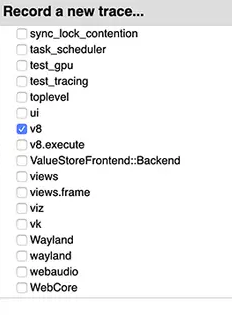 Record a new trace...
sync_lock_contention
task_scheduler
test_gpu
test_tracing
toplevel
ui
v8
v8.execute
ValueStoreFrontend::Backend
views
views.frame
viz
vk
Wayland
wayland
webaudio
WebCore